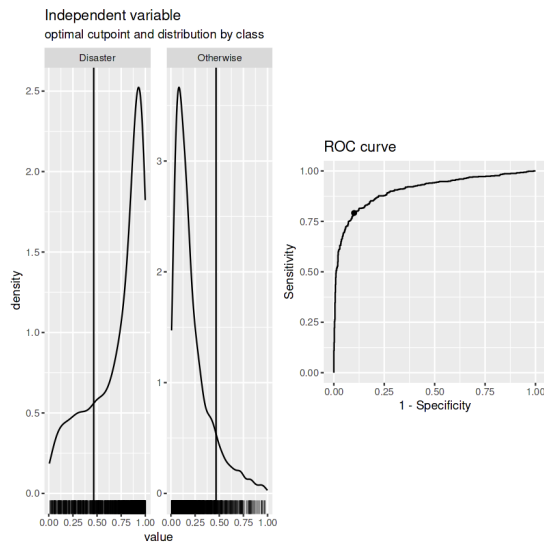 Independent variable
optimal cutpoint and distribution by class
Disaster
Otherwise
2.5
2.0
1.5
1.0
0.5
0.0
density
3
2
1
0
0.00 0.25 0.50 0.75 1.00
0.00 0.25 0.50 0.75 1.00
value
ROC curve
1.00
0.75
0.50
0.25
0.00
Sensitivity
0.00 0.25 0.50 0.75 1.00
1 - Specificity